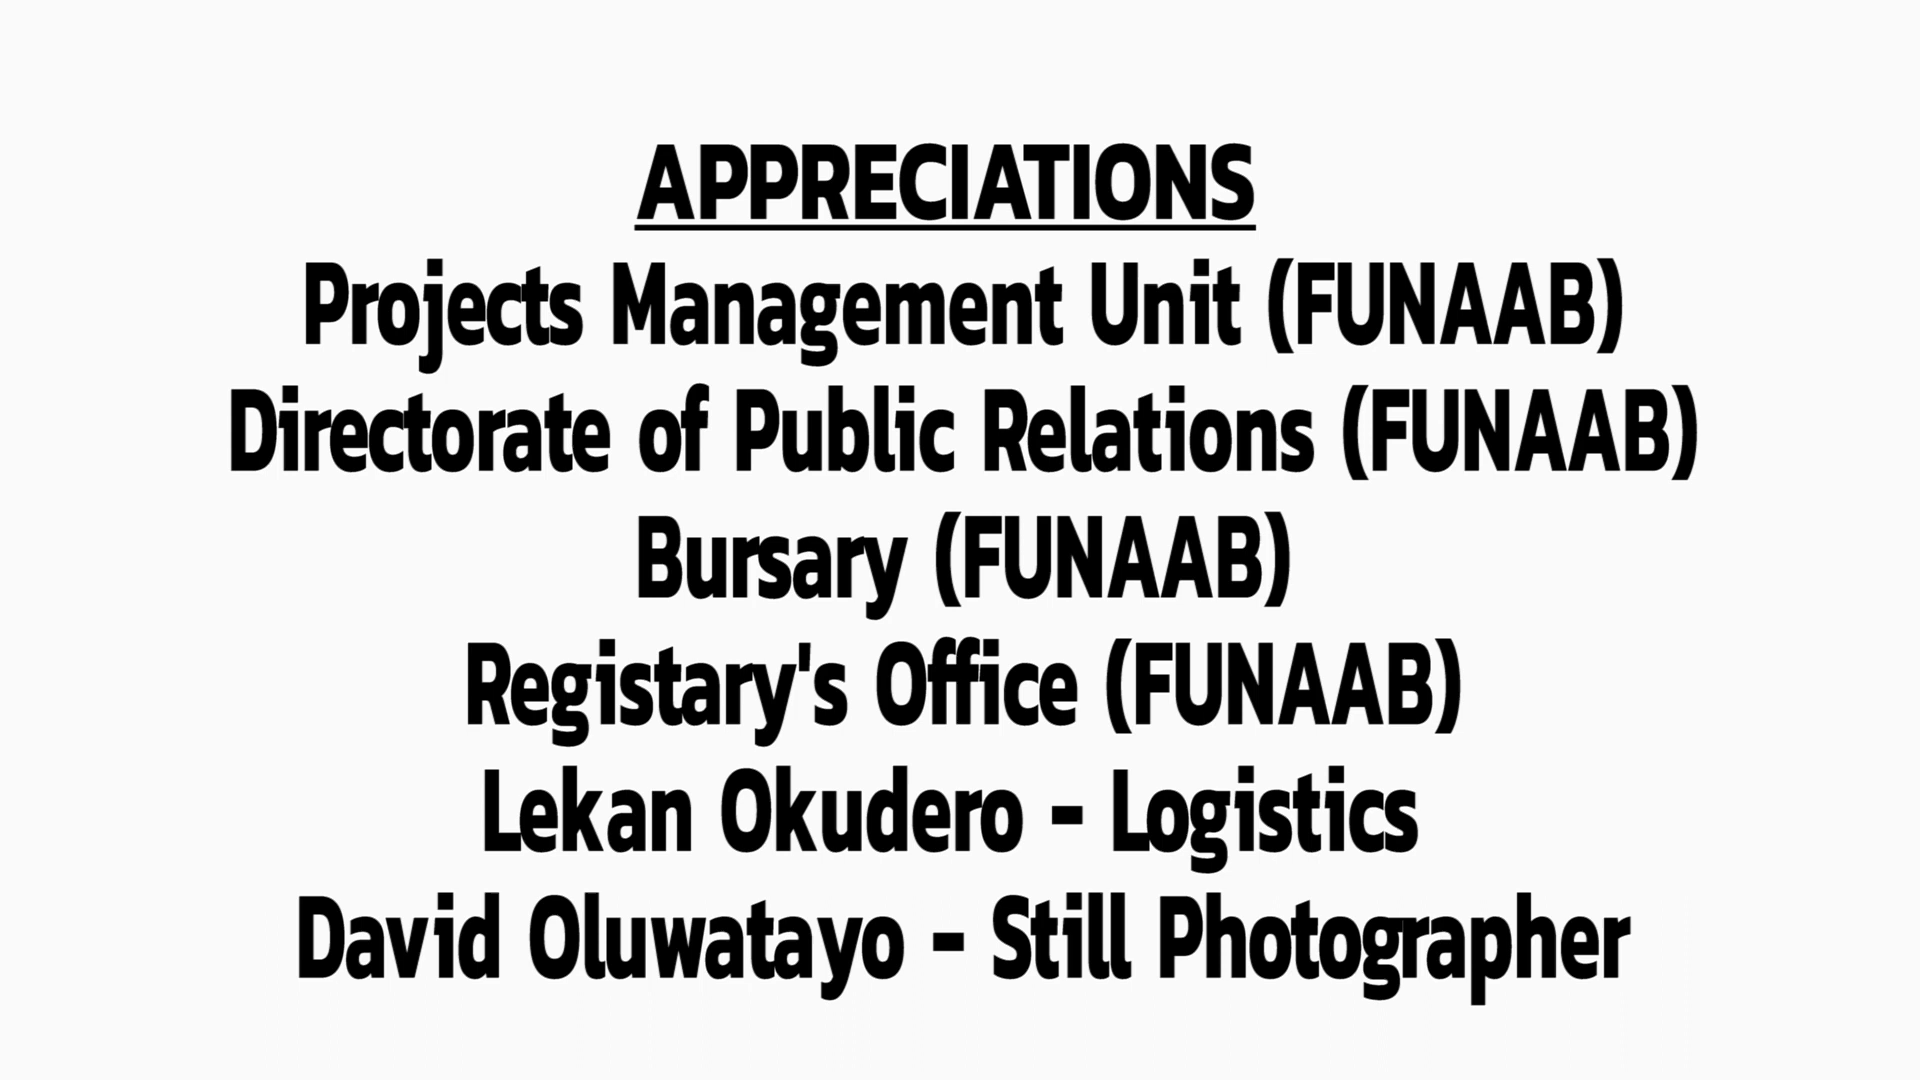 APPRECIATIONS
Projects Management Unit (FUNAAB)
Directorate of Public Relations (FUNAAB)
Bursary (FUNAAB)
Registary's Office (FUNAAB)
Lekan Okudero - Logistics
David Oluwatayo - Still Photographer